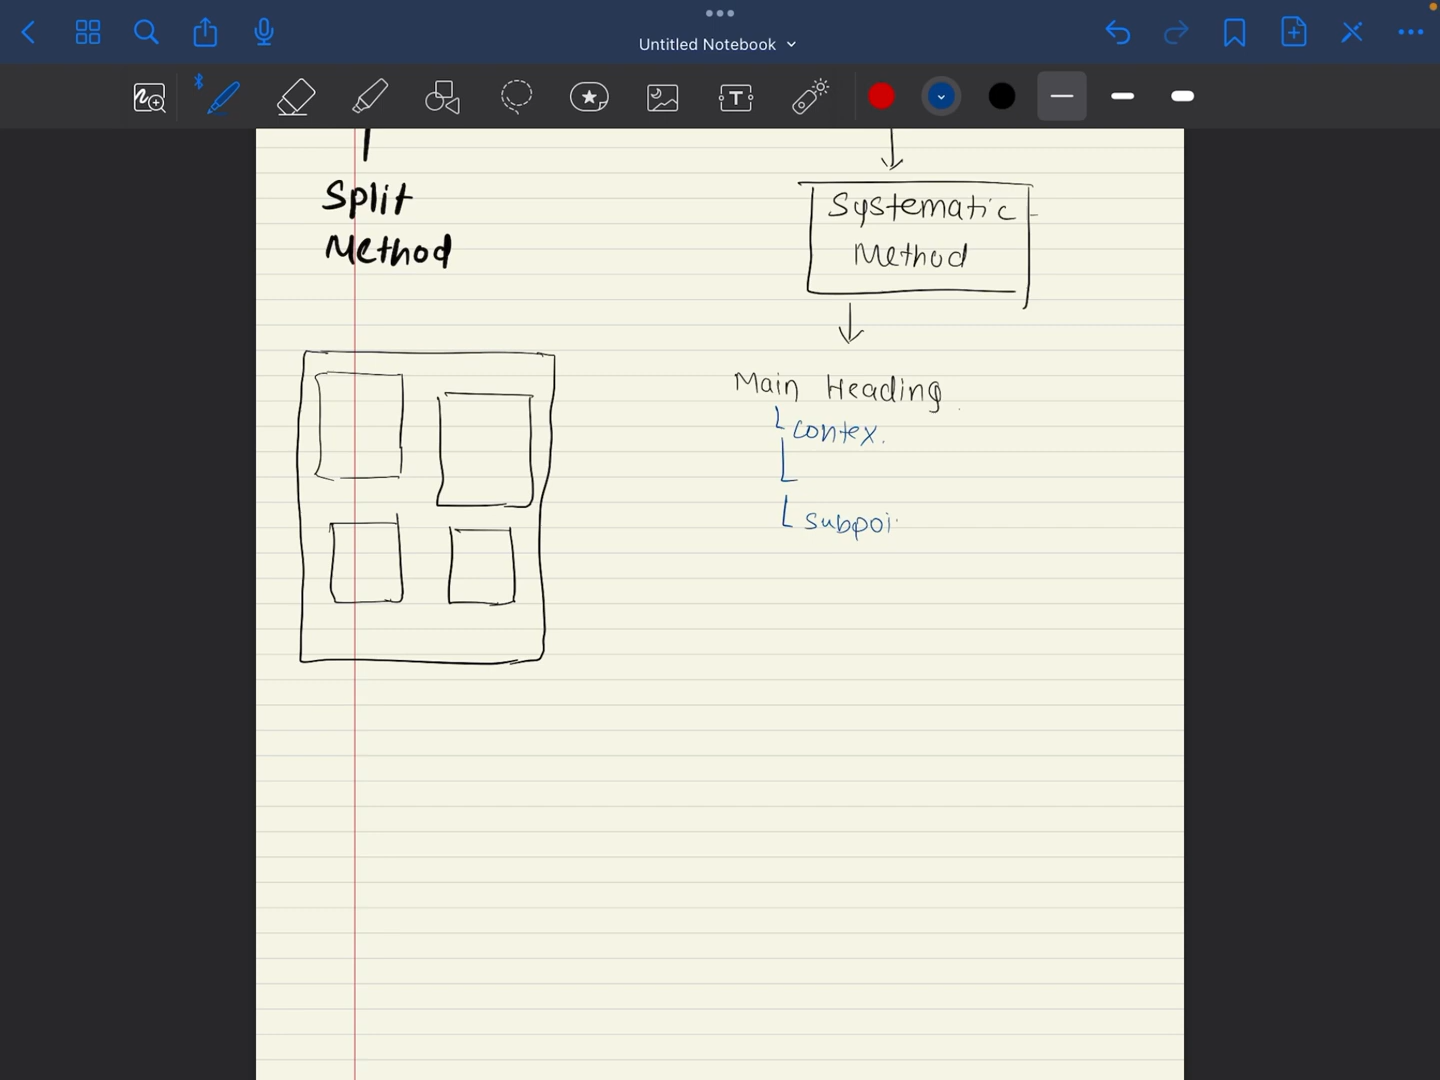 Untitled Notebook
Split
Method
Systematic
Method
Main Heading
contex.
subpoi